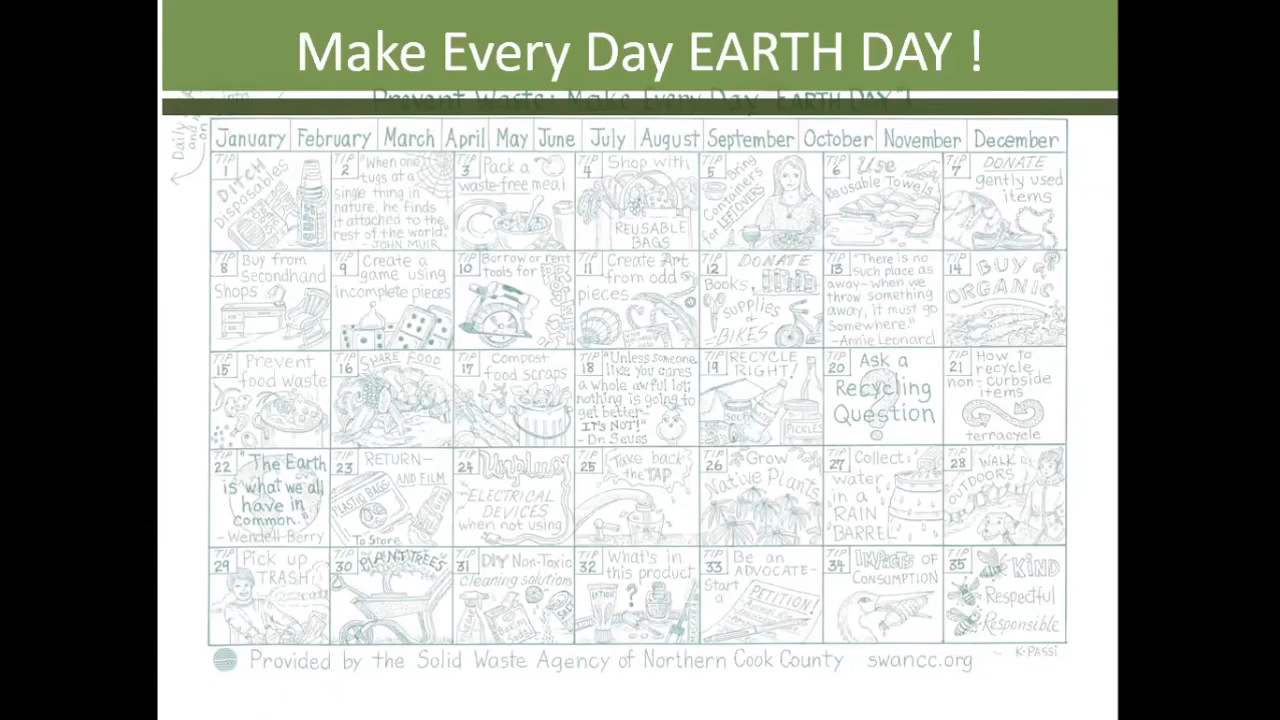 Make Every Day EARTH DAY !
Prevent Waste: Make Every Day "EARTH DAY"!
Daily
and
on
into
January February March April May June July August September October November December
TIP 1
DITCH
DISPOSABLES
TIP 2
"When one
tugs at a
single thing in
nature, he finds
it attached to the
rest of the world."
- JOHN MUIR
TIP 3
Pack a
waste-free meal
TIP 4
Shop with
REUSABLE
BAGS
TIP 5
Bring
Containers
for LEFTOVERS
TIP 6
Use
Reusable Towels
TIP 7
DONATE
gently used
items
TIP 8
Buy from
Secondhand
Shops
TIP 9
Create a
game using
incomplete pieces
TIP 10
Borrow or rent
tools for
TIP 11
Create Art
from odd
pieces
TIP 12
DONATE
Books,
supplies
& BIKES
TIP 13
"There is no
such place as
away- when we
throw something
away, it must go
Somewhere."
- Annie Leonard
TIP 14
BUY
ORGANIC
TIP 15
Prevent
food waste
TIP 16
SHARE FOOD
TIP 17
Compost
food scraps
TIP 18
"Unless someone
like you cares
a whole awful lot,
nothing is going to
get better-
IT'S NOT!"
- Dr. Seuss
TIP 19
RECYCLE
RIGHT!
SOUP
PICKLES
TIP 20
Ask a
Recycling
Question
?
TIP 21
How to
recycle
non-curbside
items
terracycle
TIP 22
"The Earth
is what we all
have in
common."
- Wendell Berry
TIP 23
RETURN-
AND FILM
PLASTIC BAGS
To Store
TIP 24
Unplug
ELECTRICAL
DEVICES
when not using
TIP 25
Take back
the TAP
TIP 26
Grow
Native Plants
TIP 27
Collect
water
in a
RAIN
BARREL
TIP 28
WALK
OUTDOORS
TIP 29
Pick up
TRASH
TIP 30
PLANT TREES
TIP 31
DIY Non-Toxic
cleaning solutions
TIP 32
What's in
this product
?
LOTION
MASCARA
TIP 33
Be an
ADVOCATE-
Start
a
PETITION!
TIP 34
IMPACTS OF
CONSUMPTION
TIP 35
KIND
Respectful
Responsible
Provided by the Solid Waste Agency of Northern Cook County swancc.org
K. PASSI